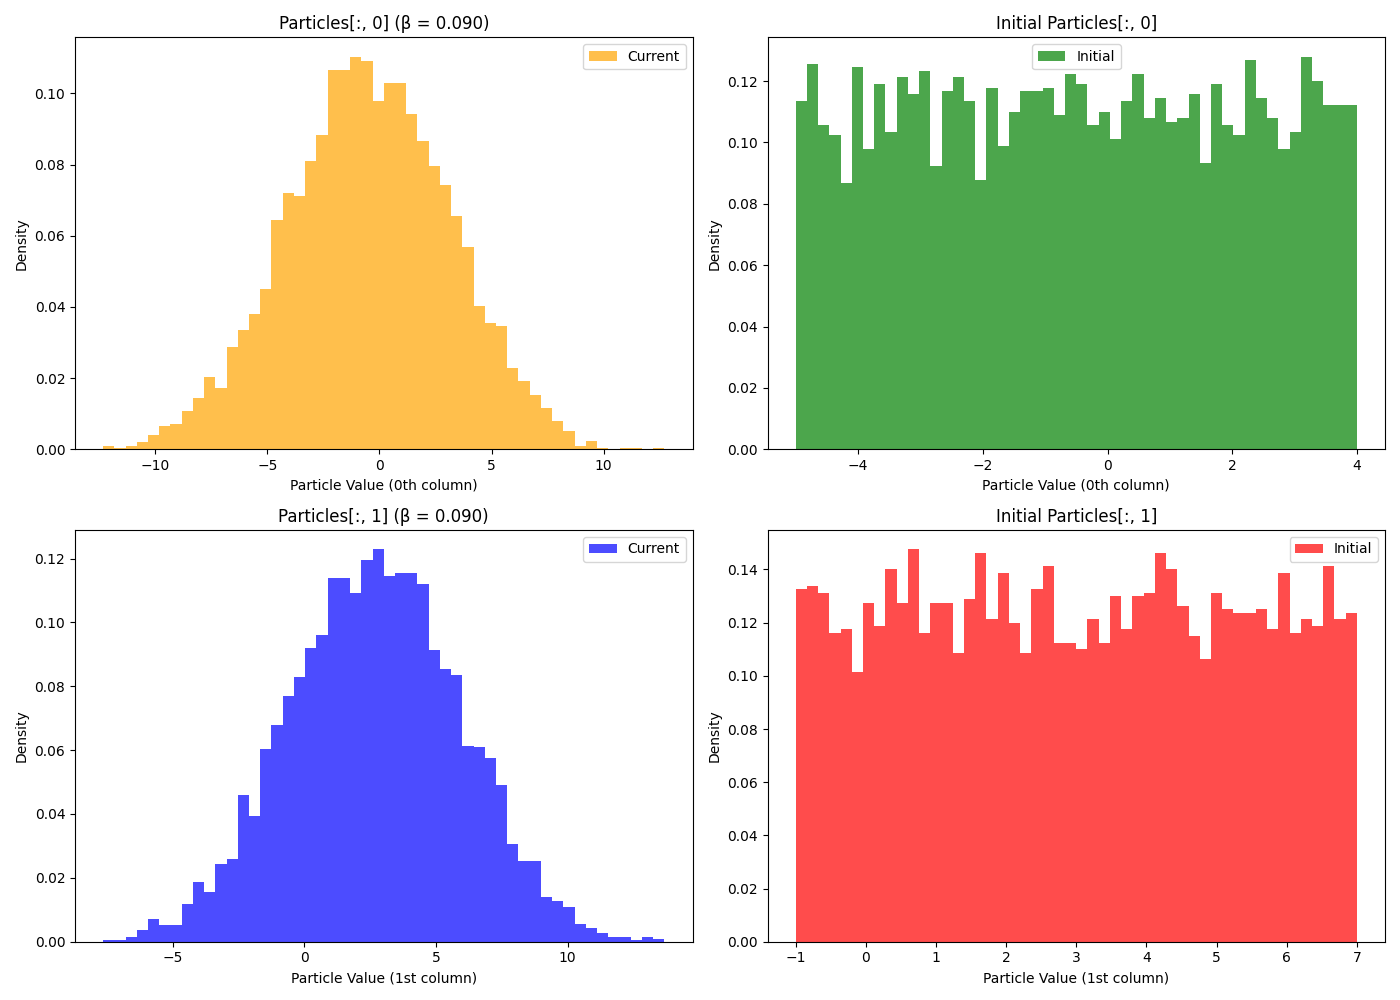 Particles[:, 0] (β = 0.090)
Current
Density
0.10
0.08
0.06
0.04
0.02
0.00
−10 −5 0 5 10
Particle Value (0th column)
Initial Particles[:, 0]
Initial
Density
0.12
0.10
0.08
0.06
0.04
0.02
0.00
−4 −2 0 2 4
Particle Value (0th column)
Particles[:, 1] (β = 0.090)
Current
Density
0.12
0.10
0.08
0.06
0.04
0.02
0.00
−5 0 5 10
Particle Value (1st column)
Initial Particles[:, 1]
Initial
Density
0.14
0.12
0.10
0.08
0.06
0.04
0.02
0.00
−1 0 1 2 3 4 5 6 7
Particle Value (1st column)